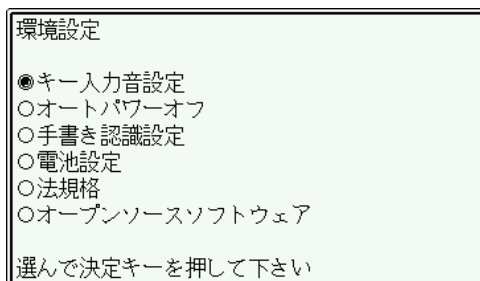 環境設定
◉キー入力音設定
○オートパワーオフ
○手書き認識設定
○電池設定
○法規格
○オープンソースソフトウェア
選んで決定キーを押して下さい